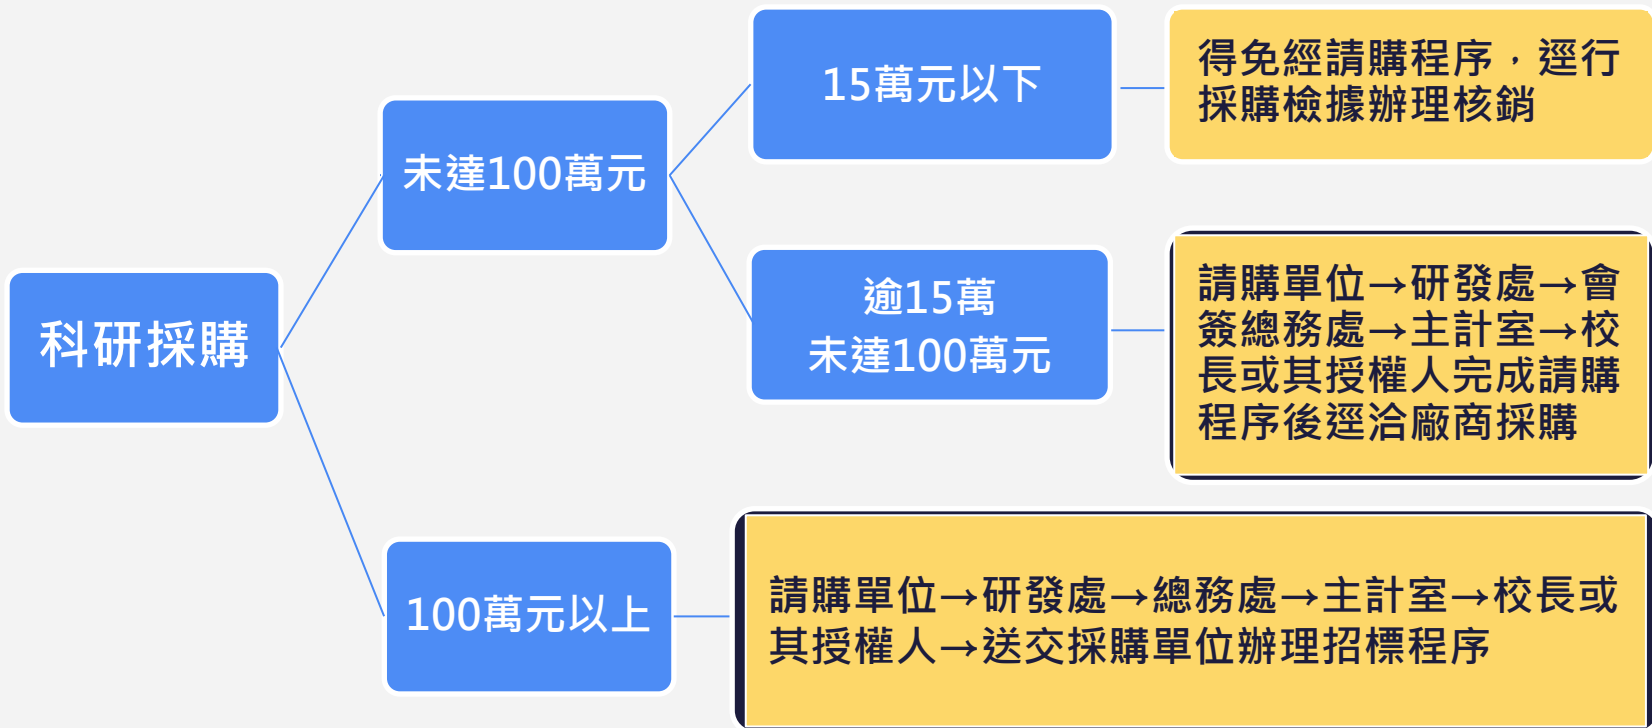 科研採購
未達100萬元
15萬元以下
得免經請購程序，逕行
採購檢據辦理核銷
逾15萬
未達100萬元
請購單位→研發處→會
簽總務處→主計室→校
長或其授權人完成請購
程序後逕洽廠商採購
100萬元以上
請購單位→研發處→總務處→主計室→校長或
其授權人→送交採購單位辦理招標程序